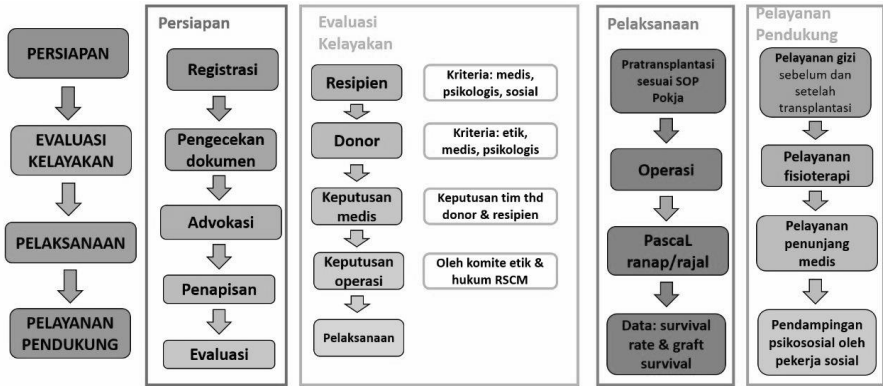 PERSIAPAN
EVALUASI
KELAYAKAN
PELAKSANAAN
PELAYANAN
PENDUKUNG
Persiapan
Registrasi
Pengecekan
dokumen
Advokasi
Penapisan
Evaluasi
Evaluasi
Kelayakan
Resipien
Kriteria: medis,
psikologis, sosial
Donor
Kriteria: etik,
medis, psikologis
Keputusan
medis
Keputusan tim thd
donor & resipien
Keputusan
operasi
Oleh komite etik &
hukum RSCM
Pelaksanaan
Pelaksanaan
Pratransplantasi
sesuai SOP
Pokja
Operasi
PascaL
ranap/rajal
Data: survival
rate & graft
survival
Pelayanan
Pendukung
Pelayanan gizi
sebelum dan
setelah
transplantasi
Pelayanan
fisioterapi
Pelayanan
penunjang
medis
Pendampingan
psikososial oleh
pekerja sosial